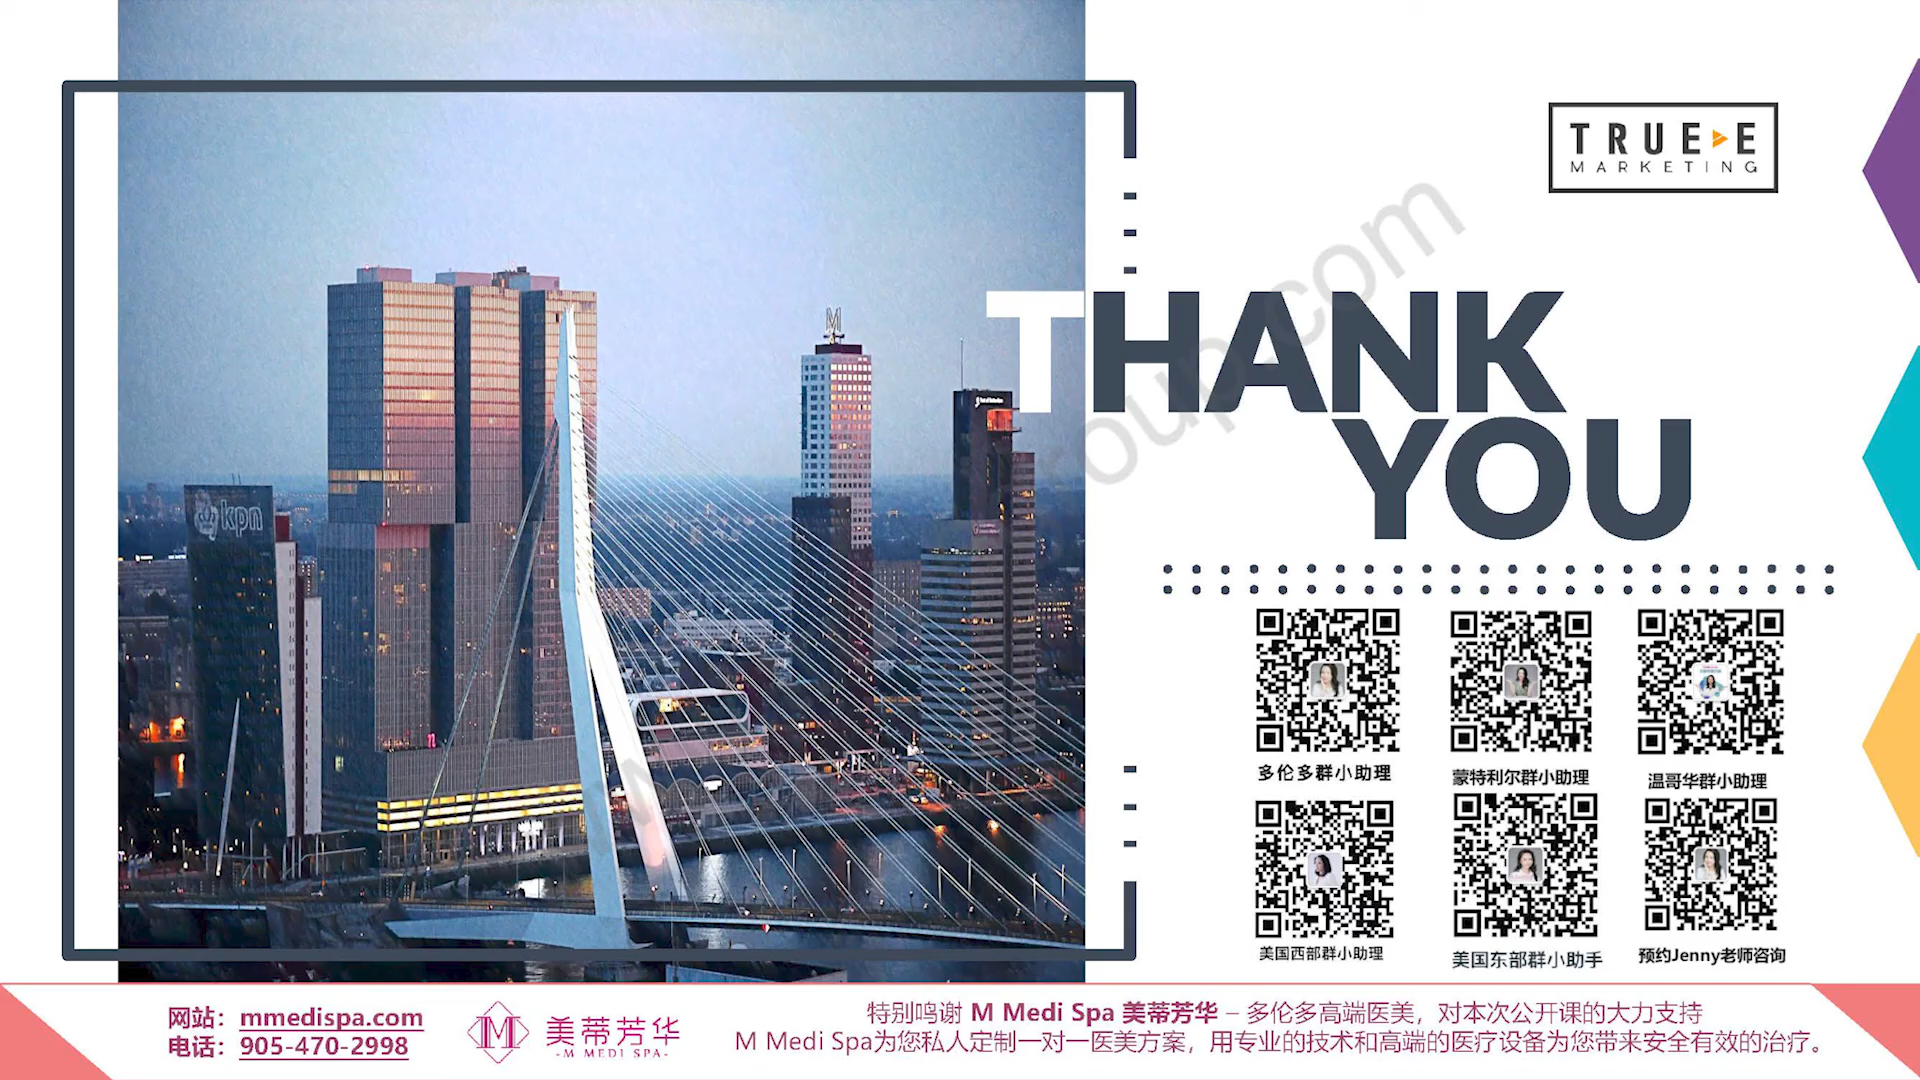 TRUE E
MARKETING
THANK
YOU
oup.com
M
kpn
多伦多群小助理
蒙特利尔群小助理
温哥华群小助理
美国西部群小助理
美国东部群小助手
预约Jenny老师咨询
网站：mmedispa.com
电话：905-470-2998
M
美蒂芳华
-M MEDI SPA-
特别鸣谢 M Medi Spa 美蒂芳华 – 多伦多高端医美，对本次公开课的大力支持
M Medi Spa为您私人定制一对一医美方案，用专业的技术和高端的医疗设备为您带来安全有效的治疗。